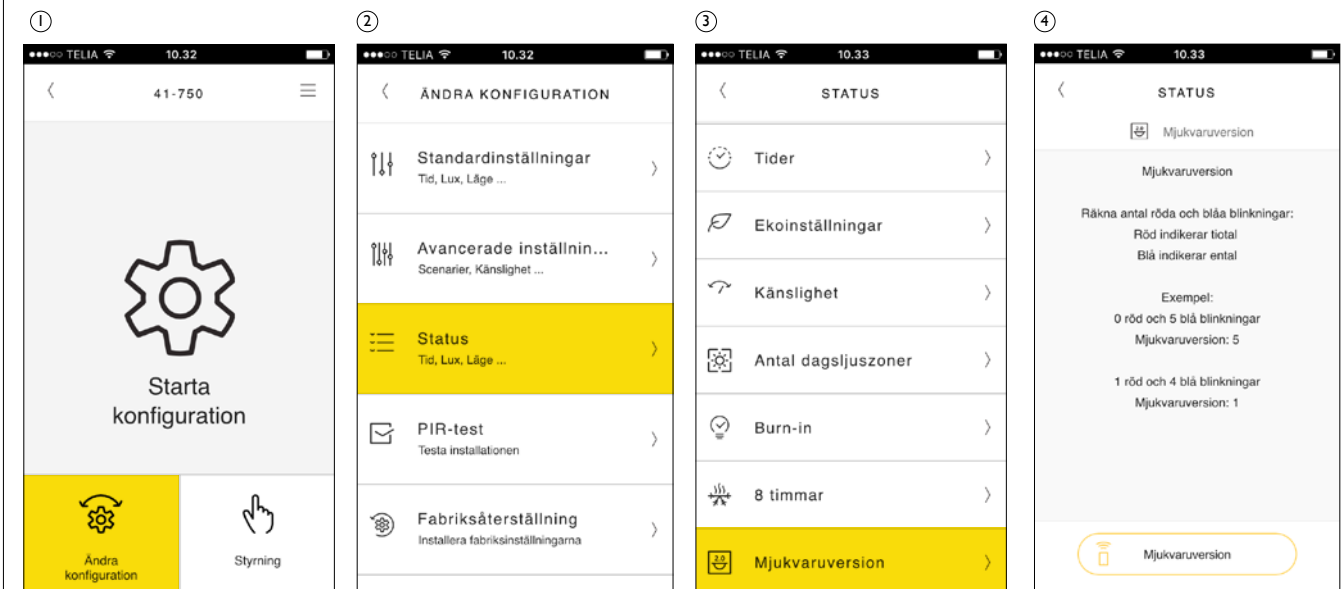 ①
●●●○○ TELIA 10.32
41-750
Starta
konfiguration
Ändra
konfiguration
Styrning
②
●●●○○ TELIA 10.32
ÄNDRA KONFIGURATION
Standardinställningar
Tid, Lux, Läge ...
Avancerade inställnin...
Scenarier, Känslighet ...
Status
Tid, Lux, Läge ...
PIR-test
Testa installationen
Fabriksåterställning
Installera fabriksinställningarna
③
●●●○○ TELIA 10.33
STATUS
Tider
Ekoinställningar
Känslighet
Antal dagsljuszoner
Burn-in
8 timmar
2.0
Mjukvaruversion
④
●●●○○ TELIA 10.33
STATUS
2.0 Mjukvaruversion
Mjukvaruversion
Räkna antal röda och blåa blinkningar:
Röd indikerar tiotal
Blå indikerar ental
Exempel:
0 röd och 5 blå blinkningar
Mjukvaruversion: 5
1 röd och 4 blå blinkningar
Mjukvaruversion: 1
Mjukvaruversion